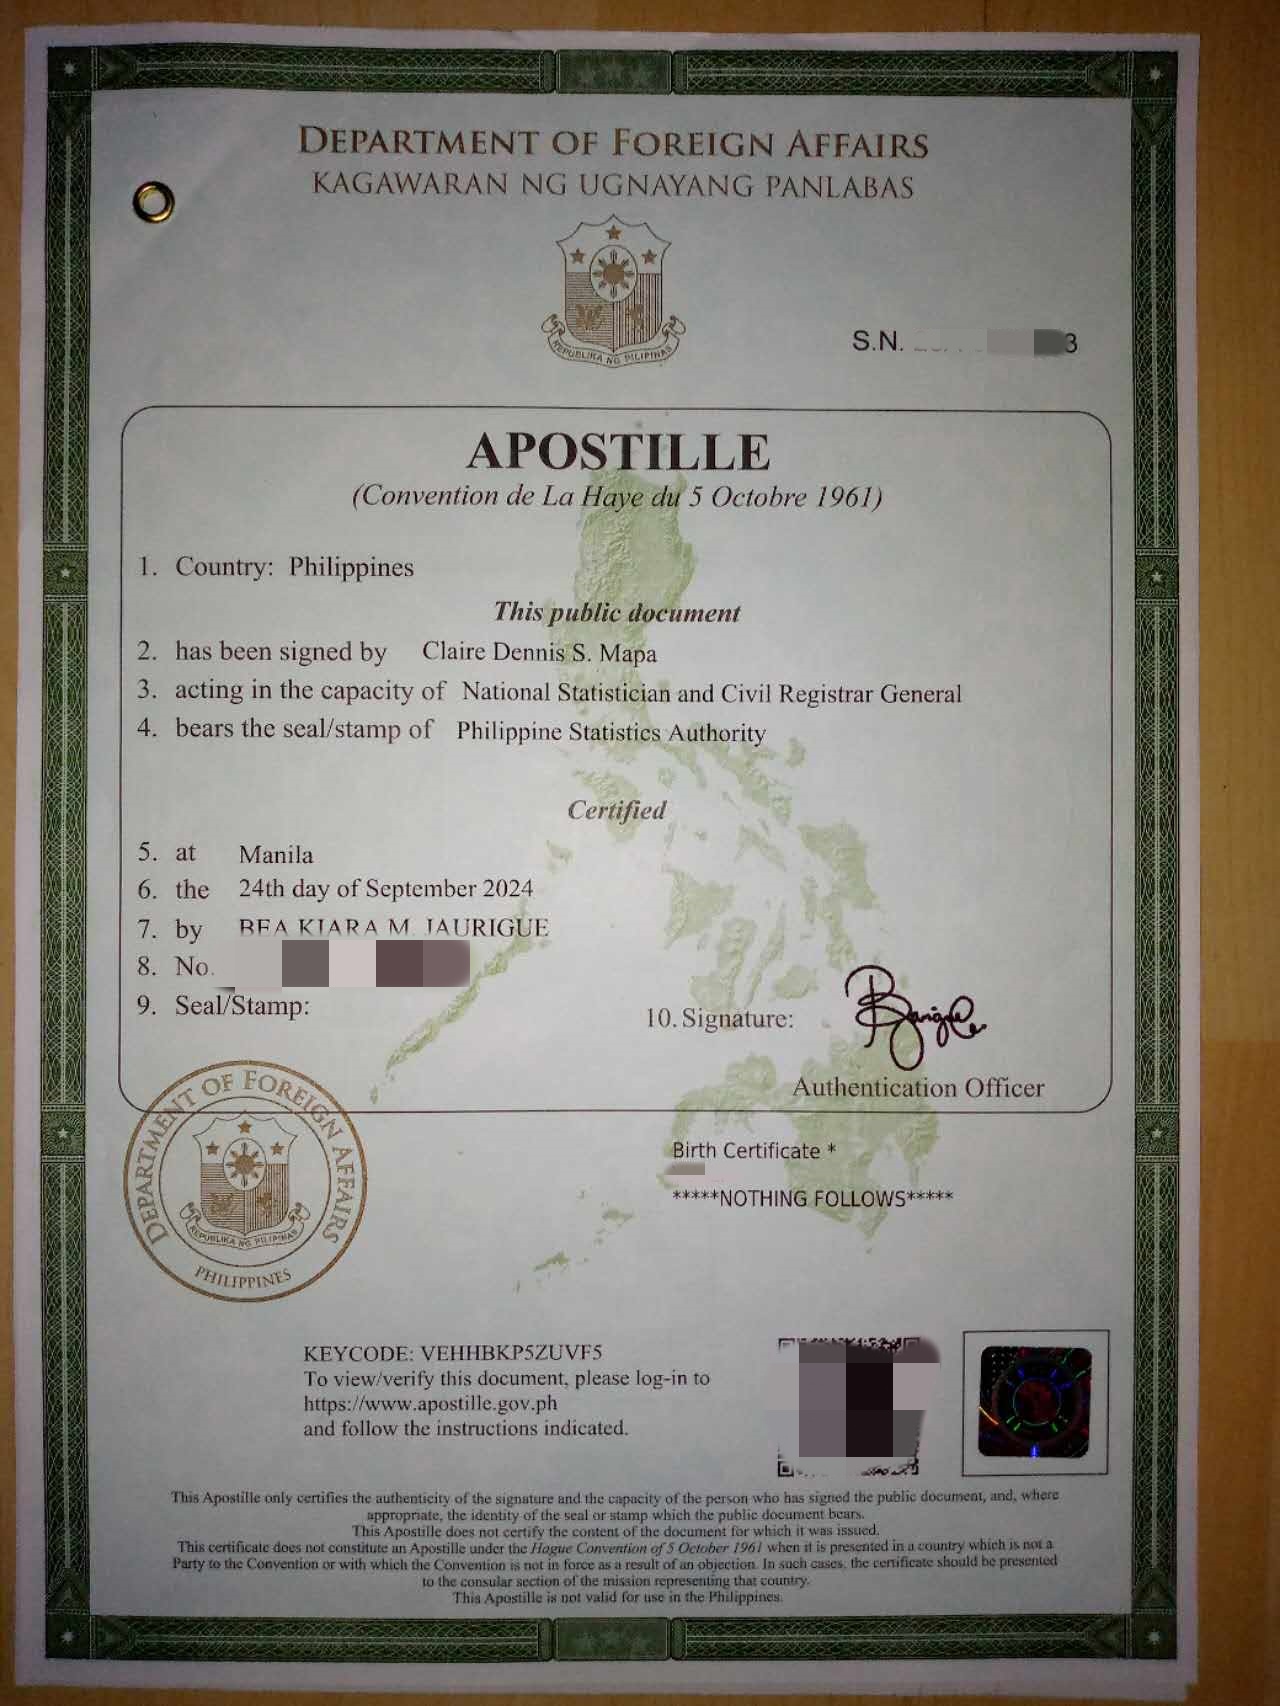 DEPARTMENT OF FOREIGN AFFAIRS
KAGAWARAN NG UGNAYANG PANLABAS
REPUBLIKA NG PILIPINAS
S.N. 3
APOSTILLE
(Convention de La Haye du 5 Octobre 1961)
1. Country: Philippines
This public document
2. has been signed by Claire Dennis S. Mapa
3. acting in the capacity of National Statistician and Civil Registrar General
4. bears the seal/stamp of Philippine Statistics Authority
Certified
5. at Manila
6. the 24th day of September 2024
7. by BEA KIARA M. JAURIGUE
8. No.
9. Seal/Stamp:
10. Signature:
Authentication Officer
DEPARTMENT OF FOREIGN AFFAIRS
REPUBLIKA NG PILIPINAS
PHILIPPINES
Birth Certificate *
*****NOTHING FOLLOWS*****
KEYCODE: VEHHBKP5ZUVF5
To view/verify this document, please log-in to
https://www.apostille.gov.ph
and follow the instructions indicated.
This Apostille only certifies the authenticity of the signature and the capacity of the person who has signed the public document, and, where
appropriate, the identity of the seal or stamp which the public document bears.
This Apostille does not certify the content of the document for which it was issued.
This certificate does not constitute an Apostille under the Hague Convention of 5 October 1961 when it is presented in a country which is not a
Party to the Convention or with which the Convention is not in force as a result of an objection. In such cases, the certificate should be presented
to the consular section of the mission representing that country.
This Apostille is not valid for use in the Philippines.